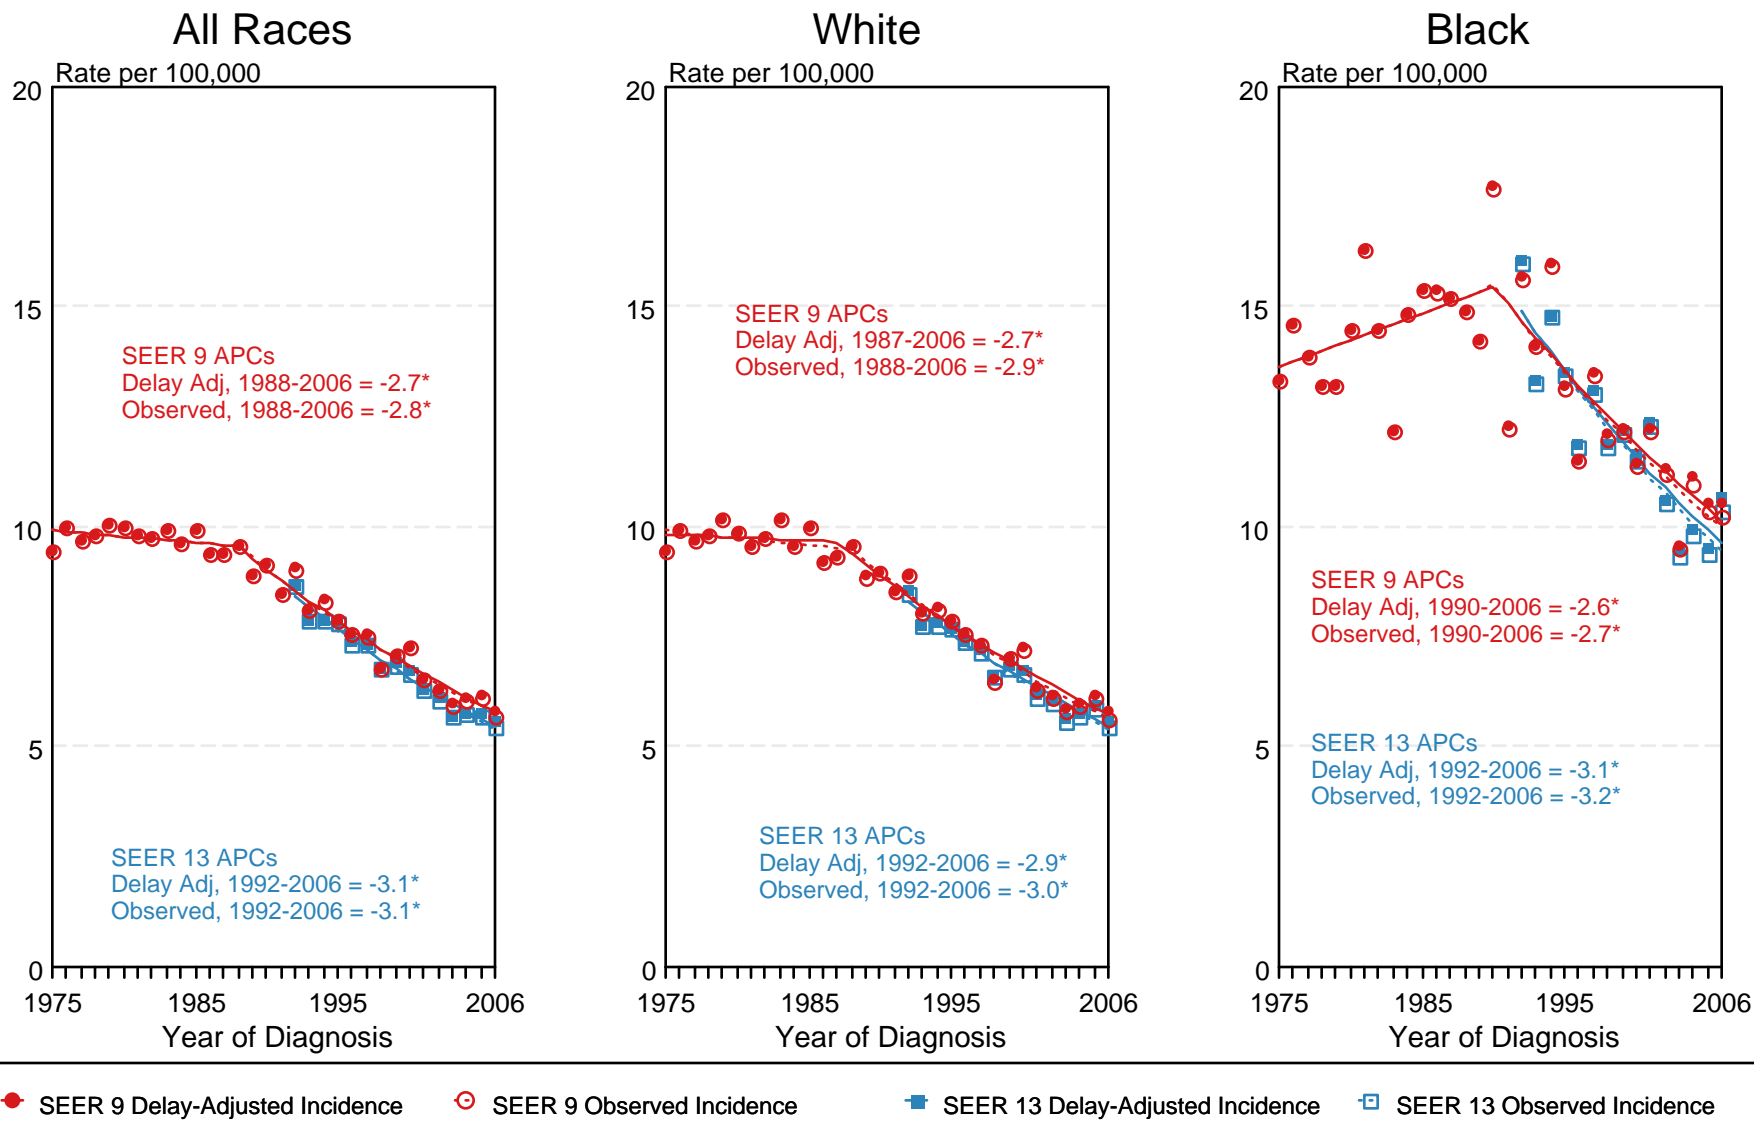 All Races
Rate per 100,000
20
15
10
5
0
SEER 9 APCs
Delay Adj, 1988-2006 = -2.7*
Observed, 1988-2006 = -2.8*
SEER 13 APCs
Delay Adj, 1992-2006 = -3.1*
Observed, 1992-2006 = -3.1*
1975 1985 1995 2006
Year of Diagnosis
White
Rate per 100,000
20
15
10
5
0
SEER 9 APCs
Delay Adj, 1987-2006 = -2.7*
Observed, 1988-2006 = -2.9*
SEER 13 APCs
Delay Adj, 1992-2006 = -2.9*
Observed, 1992-2006 = -3.0*
1975 1985 1995 2006
Year of Diagnosis
Black
Rate per 100,000
20
15
10
5
0
SEER 9 APCs
Delay Adj, 1990-2006 = -2.6*
Observed, 1990-2006 = -2.7*
SEER 13 APCs
Delay Adj, 1992-2006 = -3.1*
Observed, 1992-2006 = -3.2*
1975 1985 1995 2006
Year of Diagnosis
SEER 9 Delay-Adjusted Incidence SEER 9 Observed Incidence SEER 13 Delay-Adjusted Incidence SEER 13 Observed Incidence